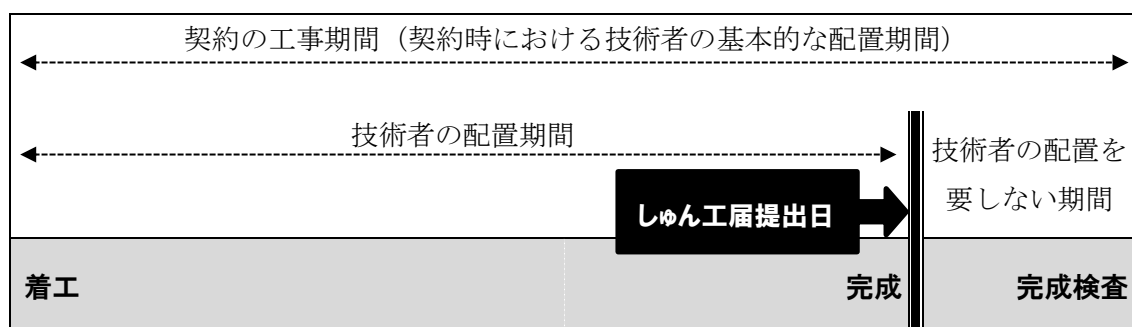 契約の工事期間（契約時における技術者の基本的な配置期間）
技術者の配置期間
技術者の配置を
要しない期間
しゅん工届提出日
着工
完成
完成検査